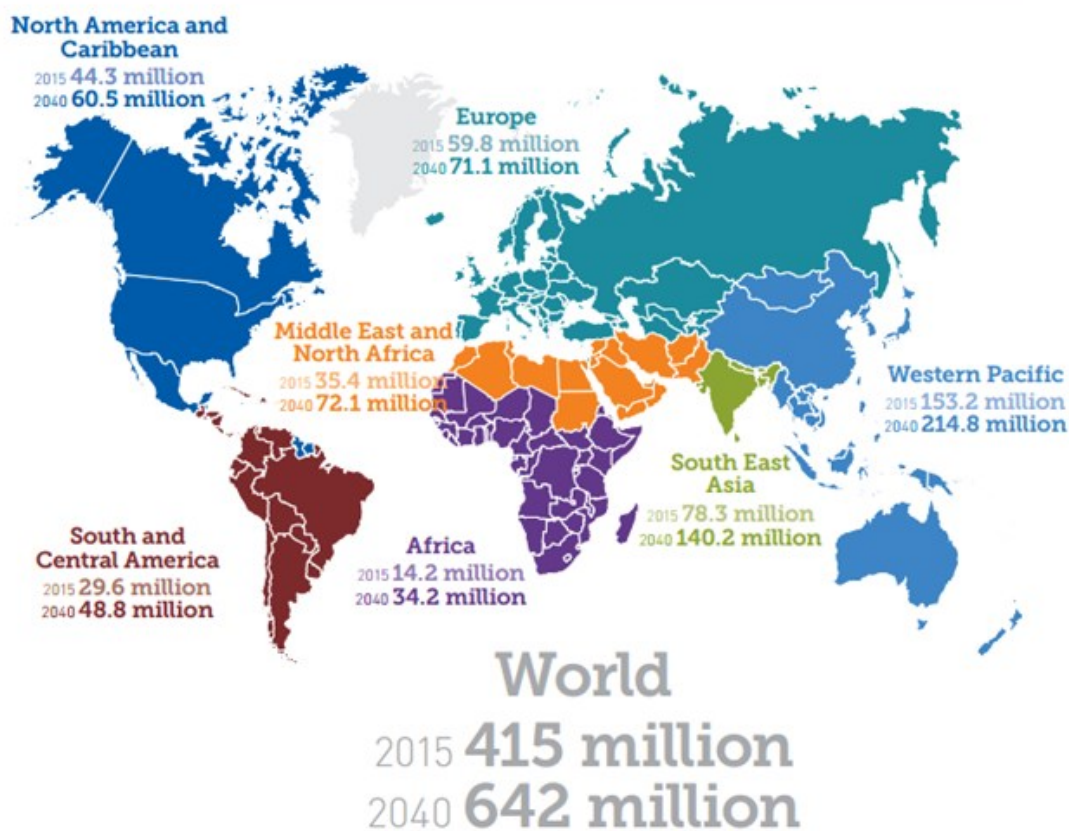 North America and
Caribbean
2015 44.3 million
2040 60.5 million
Europe
2015 59.8 million
2040 71.1 million
Middle East and
North Africa
2015 35.4 million
2040 72.1 million
Western Pacific
2015 153.2 million
2040 214.8 million
South East
Asia
2015 78.3 million
2040 140.2 million
South and
Central America
2015 29.6 million
2040 48.8 million
Africa
2015 14.2 million
2040 34.2 million
World
2015 415 million
2040 642 million